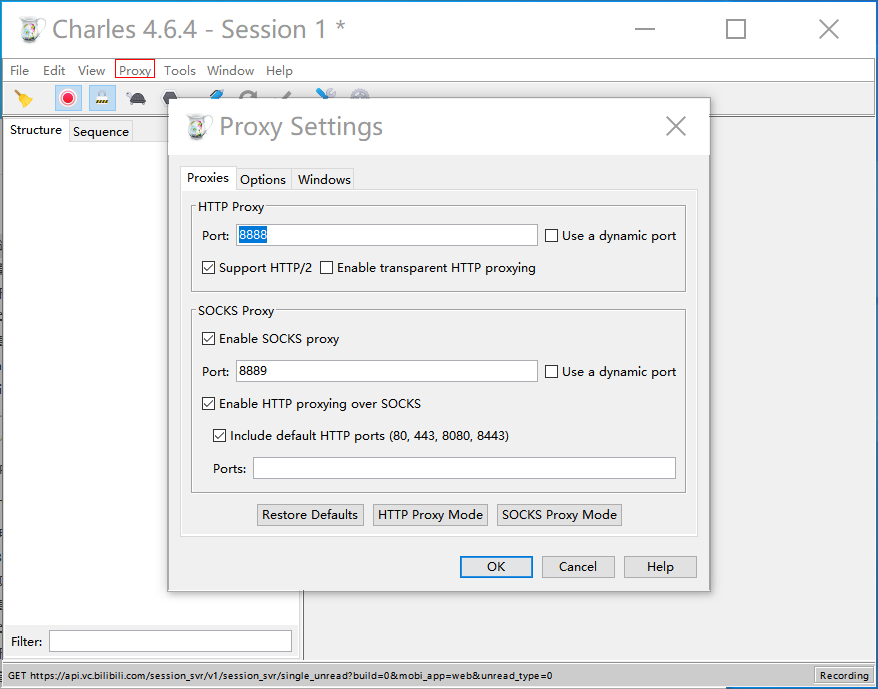 Charles 4.6.4 - Session 1 *
File Edit View Proxy Tools Window Help
Structure Sequence
Proxy Settings
Proxies Options Windows
HTTP Proxy
Port: 8888 Use a dynamic port
Support HTTP/2 Enable transparent HTTP proxying
SOCKS Proxy
Enable SOCKS proxy
Port: 8889 Use a dynamic port
Enable HTTP proxying over SOCKS
Include default HTTP ports (80, 443, 8080, 8443)
Ports:
Restore Defaults HTTP Proxy Mode SOCKS Proxy Mode
OK Cancel Help
Filter:
GET https://api.vc.bilibili.com/session_svr/v1/session_svr/single_unread?build=0&mobi_app=web&unread_type=0 Recording